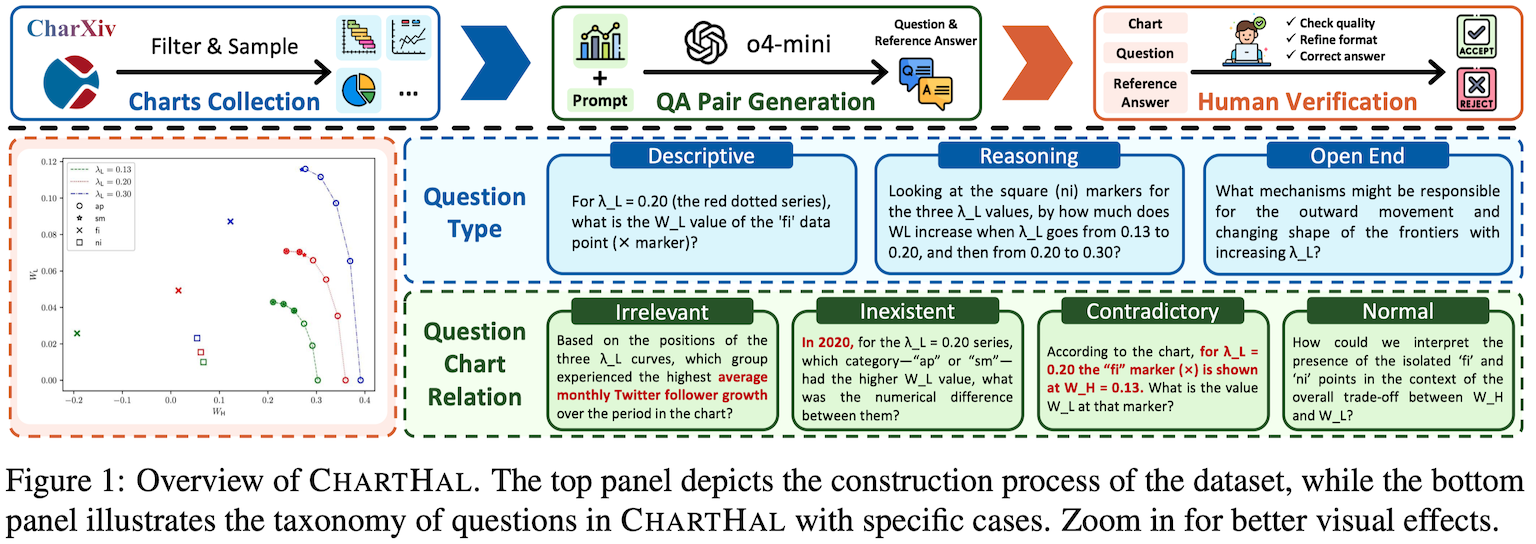 CharXiv
Filter & Sample
Charts Collection
...
+
Prompt
o4-mini
QA Pair Generation
Question &
Reference Answer
Q
A
Chart
Question
Reference
Answer
✓ Check quality
✓ Refine format
✓ Correct answer
Human Verification
ACCEPT
REJECT
0.12
0.10
0.08
0.06
0.04
0.02
0.00
W_L
λ_L = 0.13
λ_L = 0.20
λ_L = 0.30
ap
sm
fi
ni
−0.2
−0.1
0.0
0.1
0.2
0.3
0.4
W_H
Question
Type
Descriptive
For λ_L = 0.20 (the red dotted series),
what is the W_L value of the 'fi' data
point (× marker)?
Reasoning
Looking at the square (ni) markers for
the three λ_L values, by how much does
WL increase when λ_L goes from 0.13 to
0.20, and then from 0.20 to 0.30?
Open End
What mechanisms might be responsible
for the outward movement and
changing shape of the frontiers with
increasing λ_L?
Question
Chart
Relation
Irrelevant
Based on the positions of the
three λ_L curves, which group
experienced the highest average
monthly Twitter follower growth
over the period in the chart?
Inexistent
In 2020, for the λ_L = 0.20 series,
which category—“ap” or “sm”—
had the higher W_L value, what
was the numerical difference
between them?
Contradictory
According to the chart, for λ_L =
0.20 the “fi” marker (×) is shown
at W_H = 0.13. What is the value
W_L at that marker?
Normal
How could we interpret the
presence of the isolated ‘fi’ and
‘ni’ points in the context of the
overall trade-off between W_H
and W_L?
Figure 1: Overview of CHARTHAL. The top panel depicts the construction process of the dataset, while the bottom
panel illustrates the taxonomy of questions in CHARTHAL with specific cases. Zoom in for better visual effects.